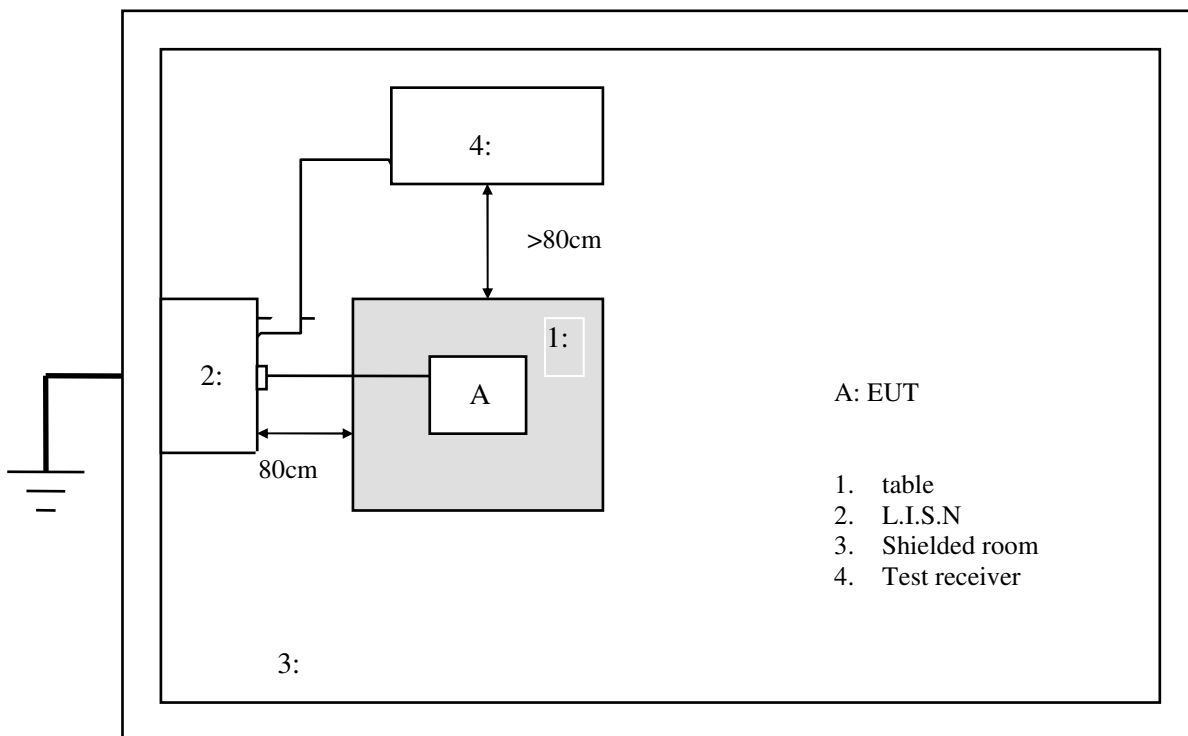 4:
>80cm
1:
2:
A
A: EUT
80cm
1. table
2. L.I.S.N
3. Shielded room
4. Test receiver
3: